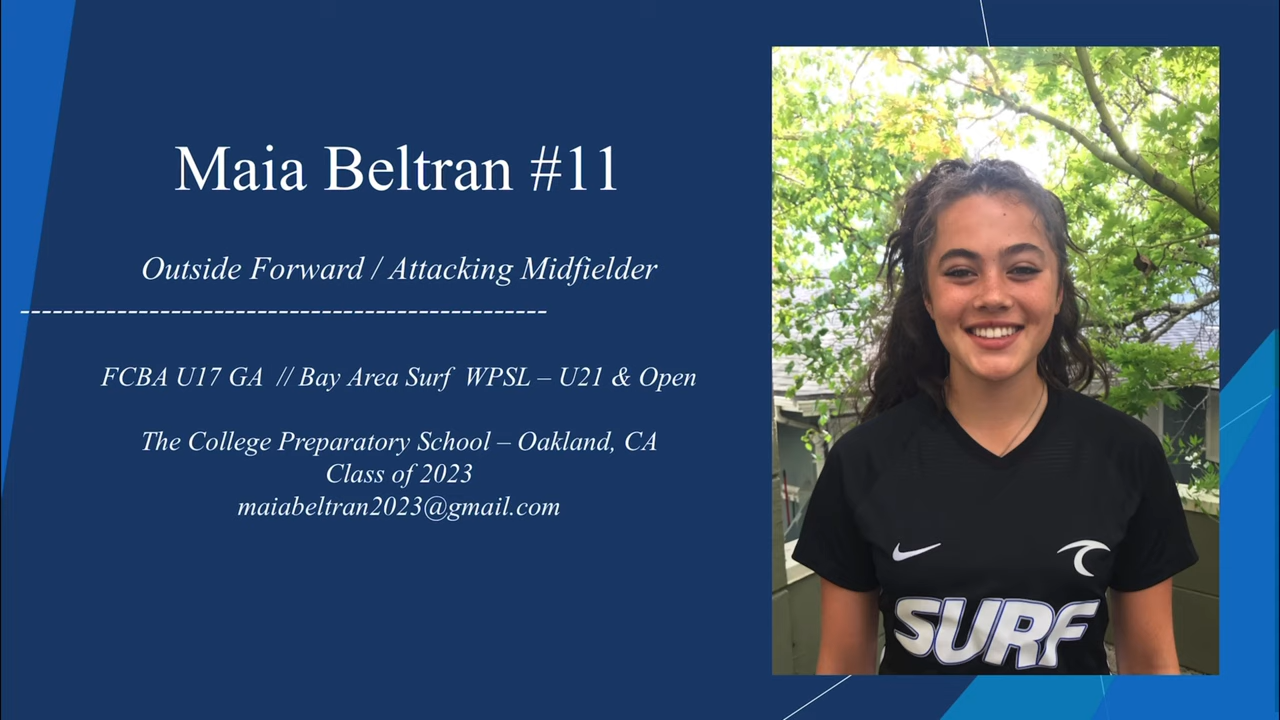 Maia Beltran #11
Outside Forward / Attacking Midfielder
------------------------------------------------
FCBA U17 GA // Bay Area Surf WPSL – U21 & Open
The College Preparatory School – Oakland, CA
Class of 2023
maiabeltran2023@gmail.com
SURF